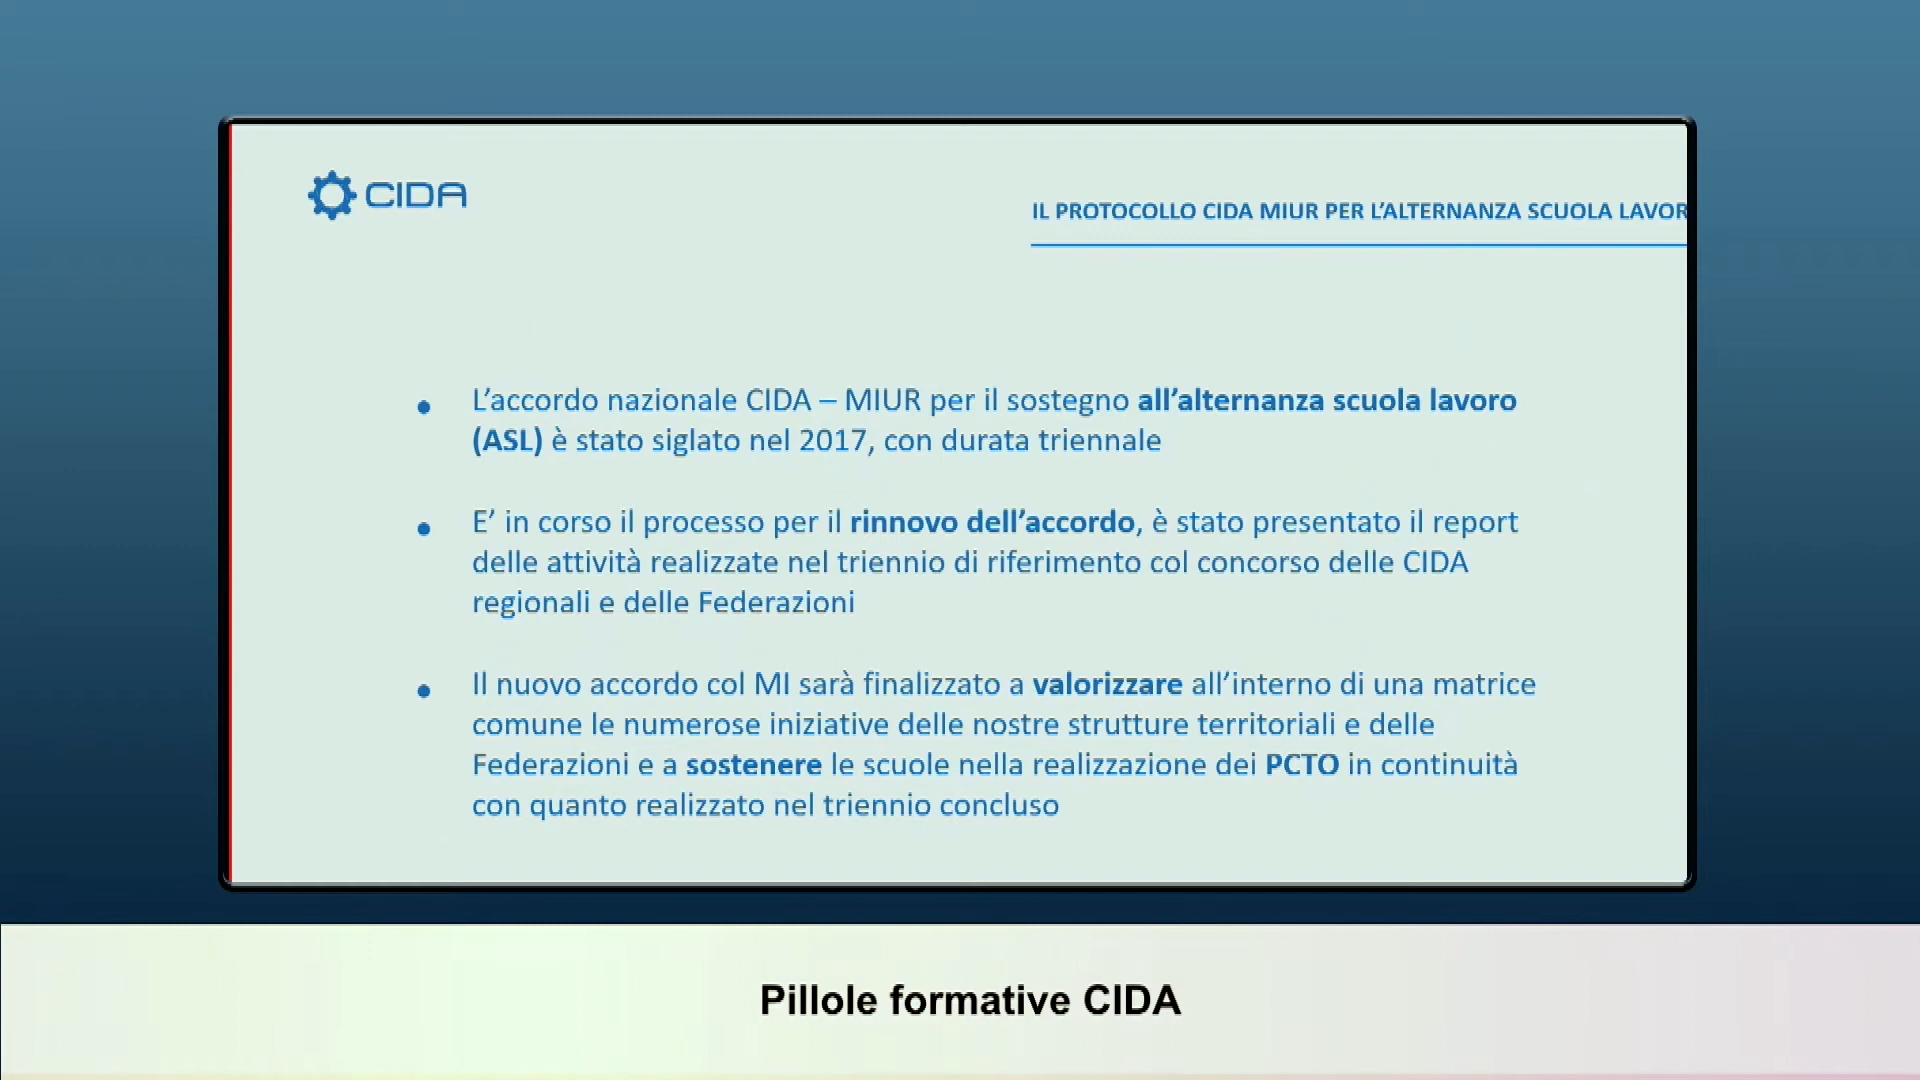 CIDA
IL PROTOCOLLO CIDA MIUR PER L’ALTERNANZA SCUOLA LAVOR
• L’accordo nazionale CIDA – MIUR per il sostegno all’alternanza scuola lavoro
(ASL) è stato siglato nel 2017, con durata triennale
• E’ in corso il processo per il rinnovo dell’accordo, è stato presentato il report
delle attività realizzate nel triennio di riferimento col concorso delle CIDA
regionali e delle Federazioni
• Il nuovo accordo col MI sarà finalizzato a valorizzare all’interno di una matrice
comune le numerose iniziative delle nostre strutture territoriali e delle
Federazioni e a sostenere le scuole nella realizzazione dei PCTO in continuità
con quanto realizzato nel triennio concluso
Pillole formative CIDA